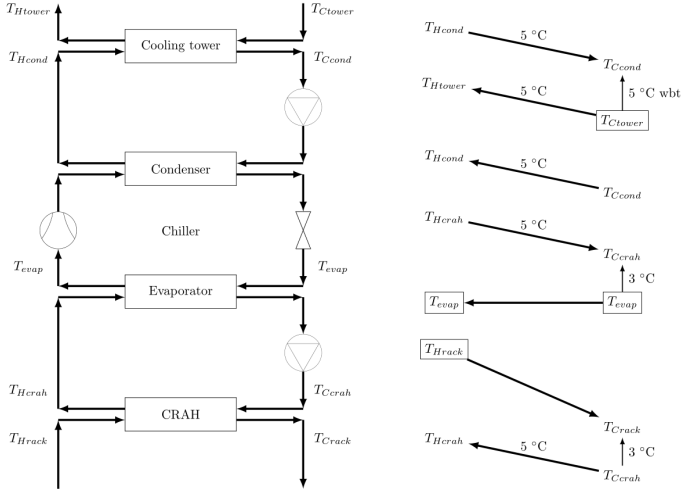 T_Htower
T_Ctower
Cooling tower
T_Hcond
T_Ccond
Condenser
Chiller
T_evap
T_evap
Evaporator
T_Hcrah
T_Ccrah
CRAH
T_Hrack
T_Crack
T_Hcond
5 °C
T_Ccond
T_Htower
5 °C
5 °C wbt
T_Ctower
T_Hcond
5 °C
T_Ccond
T_Hcrah
5 °C
T_Ccrah
3 °C
T_evap
T_evap
T_Hrack
T_Crack
T_Hcrah
5 °C
3 °C
T_Ccrah